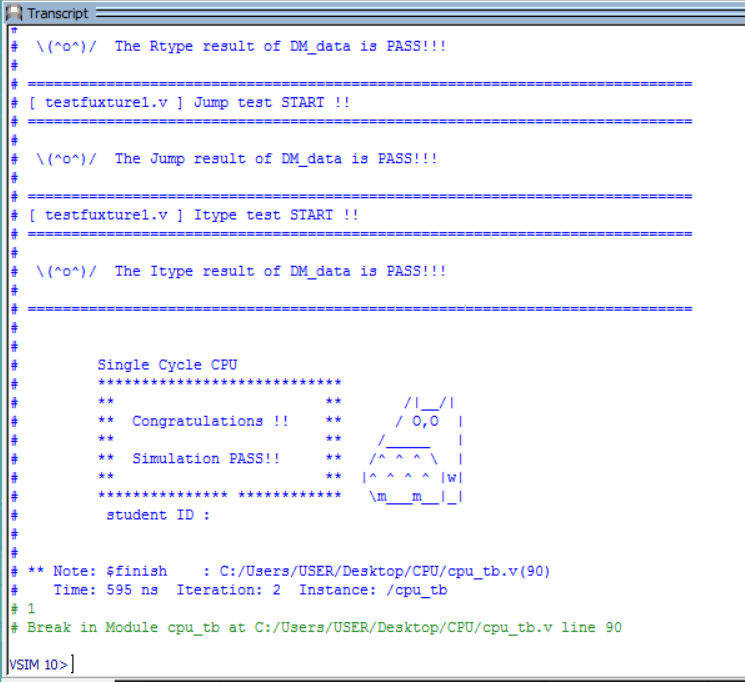 Transcript
#
#  \(^o^)/  The Rtype result of DM_data is PASS!!!
#
# ============================================================================
# [ testfuxture1.v ] Jump test START !!
# ============================================================================
#
#  \(^o^)/  The Jump result of DM_data is PASS!!!
#
# ============================================================================
# [ testfuxture1.v ] Itype test START !!
# ============================================================================
#
#  \(^o^)/  The Itype result of DM_data is PASS!!!
#
# ============================================================================
#
#
#         Single Cycle CPU
#         ****************************
#         **                        **       /|__/|
#         **  Congratulations !!    **      / O,O  |
#         **                        **    /_____   |
#         **  Simulation PASS!!     **   /^ ^ ^ \  |
#         **                        **  |^ ^ ^ ^ |w|
#         *************** ************   \m___m__|_|
#          student ID :
#
#
# ** Note: $finish    : C:/Users/USER/Desktop/CPU/cpu_tb.v(90)
#    Time: 595 ns  Iteration: 2  Instance: /cpu_tb
# 1
# Break in Module cpu_tb at C:/Users/USER/Desktop/CPU/cpu_tb.v line 90
VSIM 10>